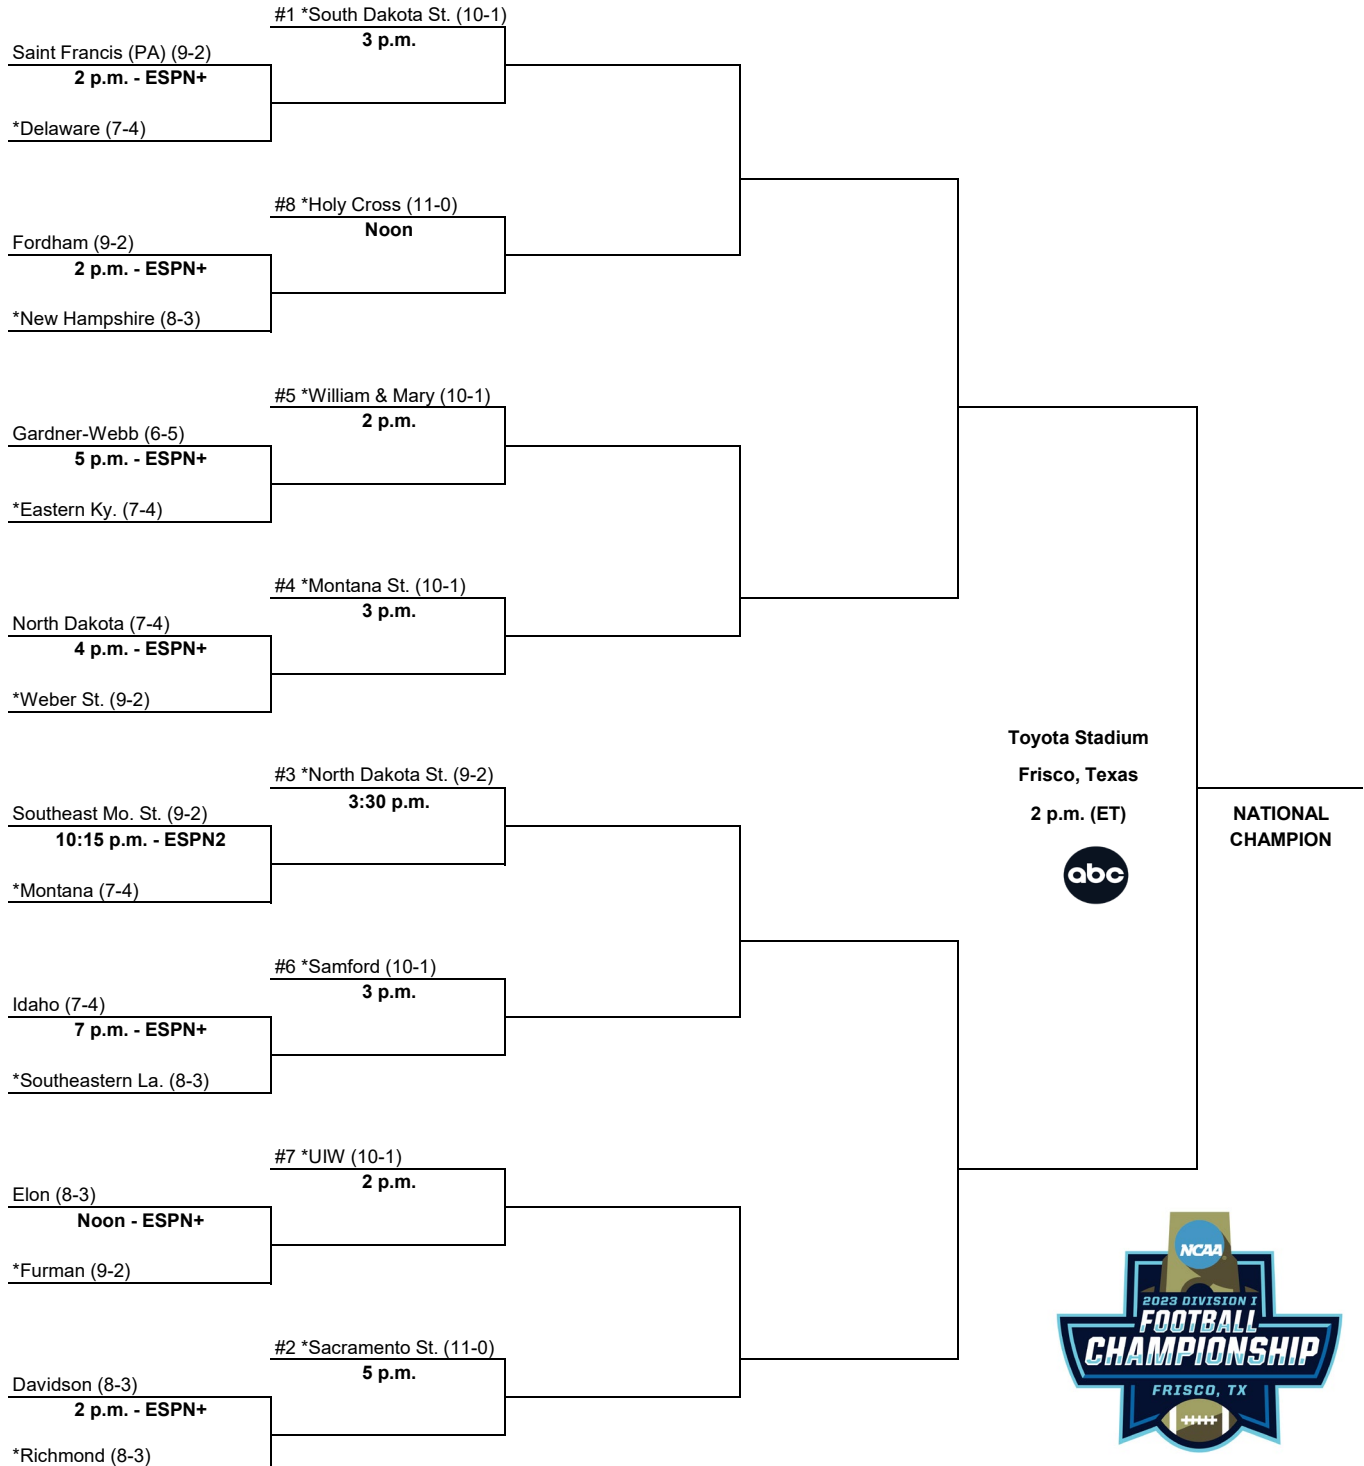 #1 *South Dakota St. (10-1)
3 p.m.
Saint Francis (PA) (9-2)
2 p.m. - ESPN+
*Delaware (7-4)
#8 *Holy Cross (11-0)
Noon
Fordham (9-2)
2 p.m. - ESPN+
*New Hampshire (8-3)
#5 *William & Mary (10-1)
2 p.m.
Gardner-Webb (6-5)
5 p.m. - ESPN+
*Eastern Ky. (7-4)
#4 *Montana St. (10-1)
3 p.m.
North Dakota (7-4)
4 p.m. - ESPN+
*Weber St. (9-2)
#3 *North Dakota St. (9-2)
3:30 p.m.
Southeast Mo. St. (9-2)
10:15 p.m. - ESPN2
*Montana (7-4)
#6 *Samford (10-1)
3 p.m.
Idaho (7-4)
7 p.m. - ESPN+
*Southeastern La. (8-3)
#7 *UIW (10-1)
2 p.m.
Elon (8-3)
Noon - ESPN+
*Furman (9-2)
#2 *Sacramento St. (11-0)
5 p.m.
Davidson (8-3)
2 p.m. - ESPN+
*Richmond (8-3)
Toyota Stadium
Frisco, Texas
2 p.m. (ET)
abc
NATIONAL
CHAMPION
NCAA
2023 DIVISION I
FOOTBALL
CHAMPIONSHIP
FRISCO, TX